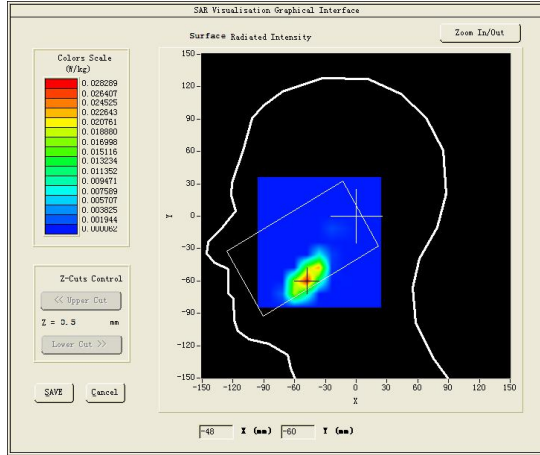 SAR Visualisation Graphical Interface
Surface Radiated Intensity
Zoom In/Out
Colors Scale
(W/kg)
0.028289
0.026407
0.024525
0.022643
0.020761
0.018880
0.016998
0.015116
0.013234
0.011352
0.009471
0.007589
0.005707
0.003825
0.001944
0.000062
Z-Cuts Control
<< Upper Cut
Z = 3.5 mm
Lower Cut >>
SAVE
Cancel
150
120
90
60
30
0
-30
-60
-90
-120
-150
Y
-150 -120 -90 -60 -30 0 30 60 90 120 150
X
-48 X (mm) -60 Y (mm)